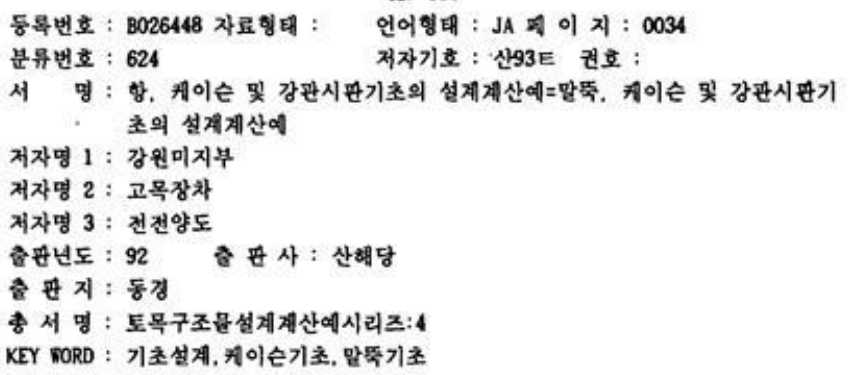 등록번호 : B026448 자료형태 : 언어형태 : JA 페 이 지 : 0034
분류번호 : 624 저자기호 : 산93ㅌ 권호 :
서 명 : 항, 케이슨 및 강관시판기초의 설계계산예=말뚝, 케이슨 및 강관시판기
초의 설계계산예
저자명 1 : 강원미지부
저자명 2 : 고목장차
저자명 3 : 전전양도
출판년도 : 92 출 판 사 : 산해당
출 판 지 : 동경
총 서 명 : 토목구조물설계계산예시리즈:4
KEY WORD : 기초설계,케이슨기초,말뚝기초